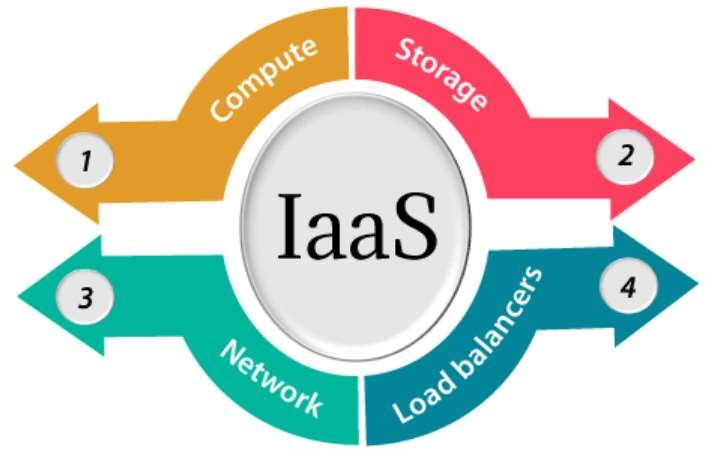 Compute
Storage
1
2
IaaS
3
4
Network
Load balancers